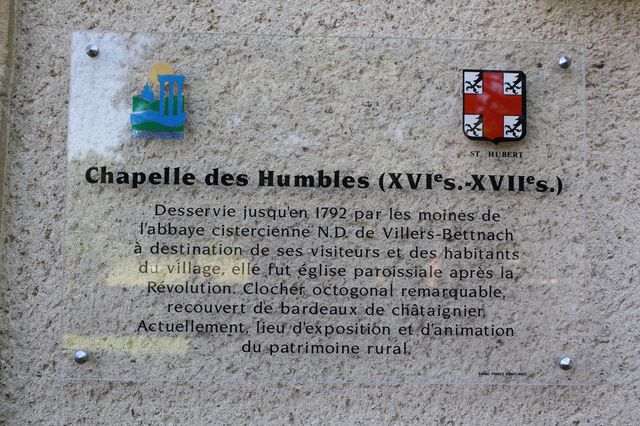 ST. HUBERT
Chapelle des Humbles (XVIes.-XVIIes.)
Desservie jusqu'en 1792 par les moines de
l'abbaye cistercienne N.D. de Villers-Bettnach
à destination de ses visiteurs et des habitants
du village, elle fut église paroissiale après la
Révolution. Clocher octogonal remarquable,
recouvert de bardeaux de châtaignier.
Actuellement, lieu d'exposition et d'animation
du patrimoine rural.